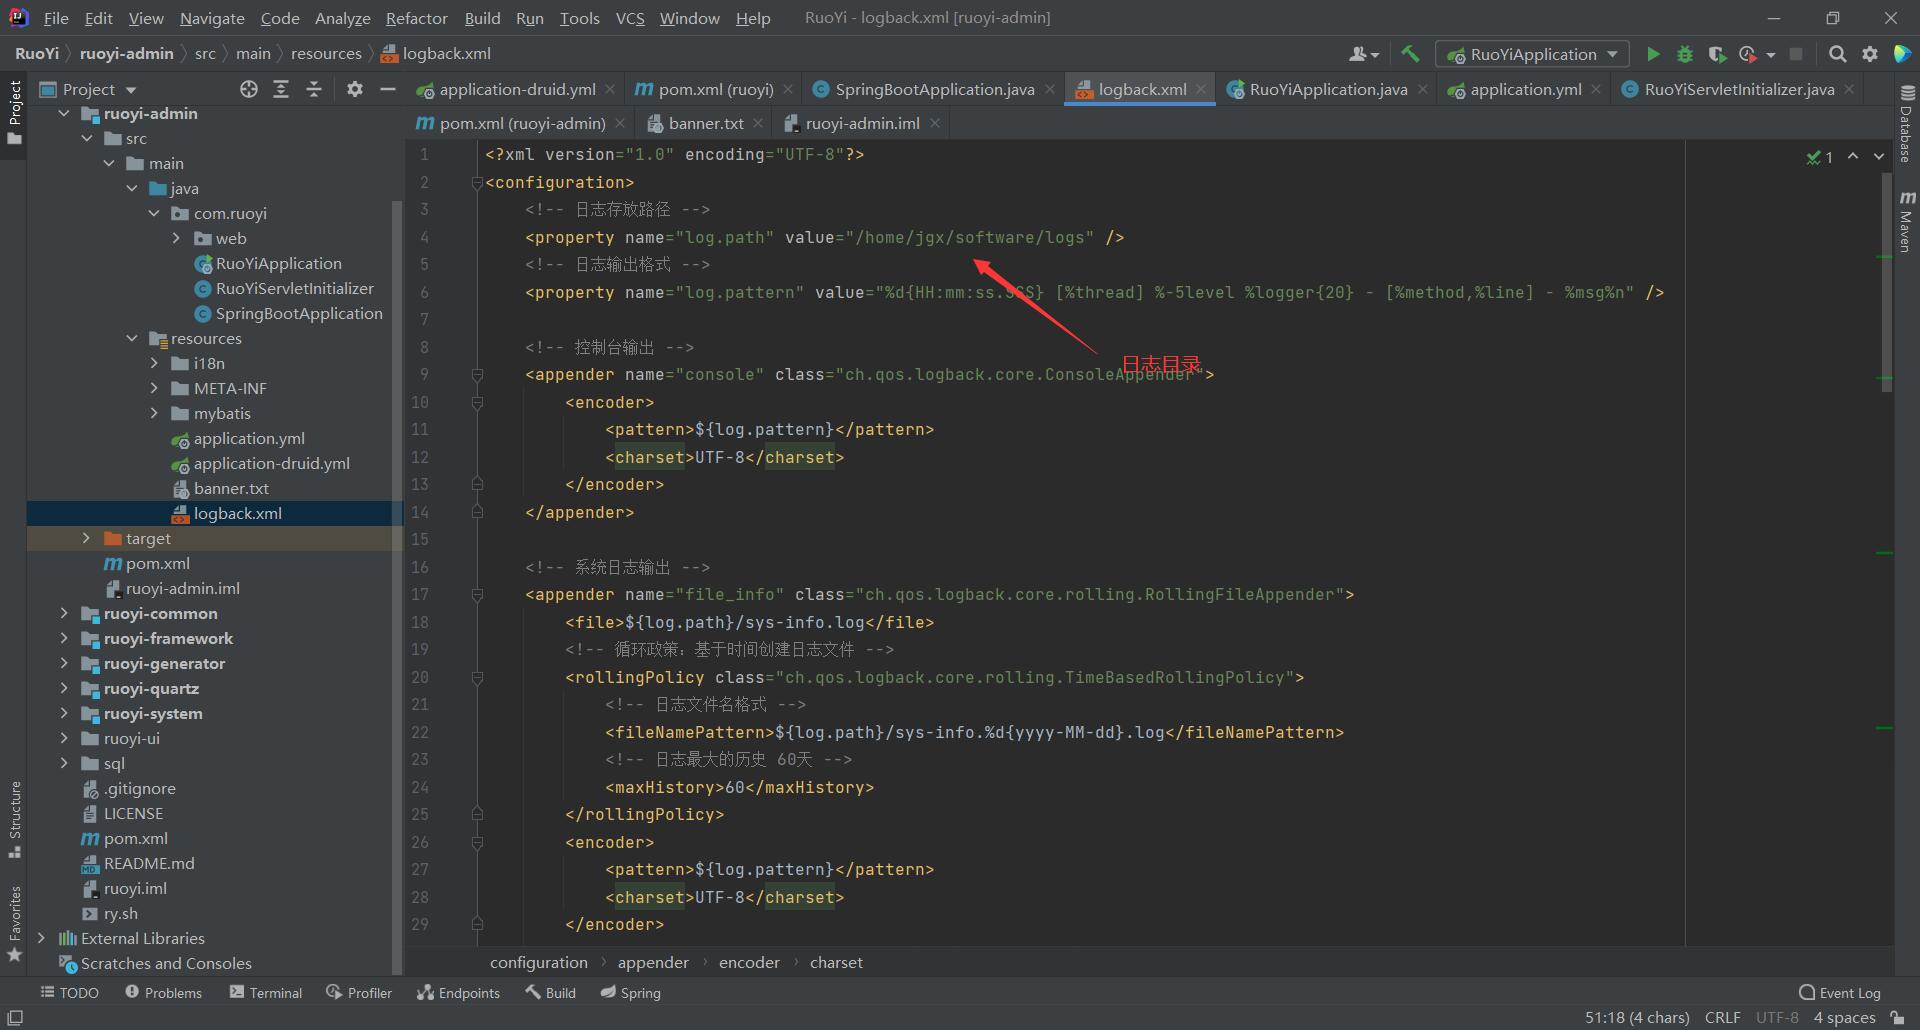 File Edit View Navigate Code Analyze Refactor Build Run Tools VCS Window Help RuoYi - logback.xml [ruoyi-admin]
RuoYi ruoyi-admin src main resources logback.xml RuoYiApplication
Project
Project
application-druid.yml pom.xml (ruoyi) SpringBootApplication.java logback.xml RuoYiApplication.java application.yml RuoYiServletInitializer.java
pom.xml (ruoyi-admin) banner.txt ruoyi-admin.iml
ruoyi-admin
src
main
java
com.ruoyi
web
RuoYiApplication
RuoYiServletInitializer
SpringBootApplication
resources
i18n
META-INF
mybatis
application.yml
application-druid.yml
banner.txt
logback.xml
target
pom.xml
ruoyi-admin.iml
ruoyi-common
ruoyi-framework
ruoyi-generator
ruoyi-quartz
ruoyi-system
ruoyi-ui
sql
.gitignore
LICENSE
pom.xml
README.md
ruoyi.iml
ry.sh
External Libraries
Scratches and Consoles
Structure
Favorites
1 <?xml version="1.0" encoding="UTF-8"?>
2 <configuration>
3 <!-- 日志存放路径 -->
4 <property name="log.path" value="/home/jgx/software/logs" />
5 <!-- 日志输出格式 -->
6 <property name="log.pattern" value="%d{HH:mm:ss.SSS} [%thread] %-5level %logger{20} - [%method,%line] - %msg%n" />
7
8 <!-- 控制台输出 -->
日志目录
9 <appender name="console" class="ch.qos.logback.core.ConsoleAppender">
10 <encoder>
11 <pattern>${log.pattern}</pattern>
12 <charset>UTF-8</charset>
13 </encoder>
14 </appender>
15
16 <!-- 系统日志输出 -->
17 <appender name="file_info" class="ch.qos.logback.core.rolling.RollingFileAppender">
18 <file>${log.path}/sys-info.log</file>
19 <!-- 循环政策：基于时间创建日志文件 -->
20 <rollingPolicy class="ch.qos.logback.core.rolling.TimeBasedRollingPolicy">
21 <!-- 日志文件名格式 -->
22 <fileNamePattern>${log.path}/sys-info.%d{yyyy-MM-dd}.log</fileNamePattern>
23 <!-- 日志最大的历史 60天 -->
24 <maxHistory>60</maxHistory>
25 </rollingPolicy>
26 <encoder>
27 <pattern>${log.pattern}</pattern>
28 <charset>UTF-8</charset>
29 </encoder>
1
Database
Maven
configuration appender encoder charset
TODO Problems Terminal Profiler Endpoints Build Spring Event Log
51:18 (4 chars) CRLF UTF-8 4 spaces